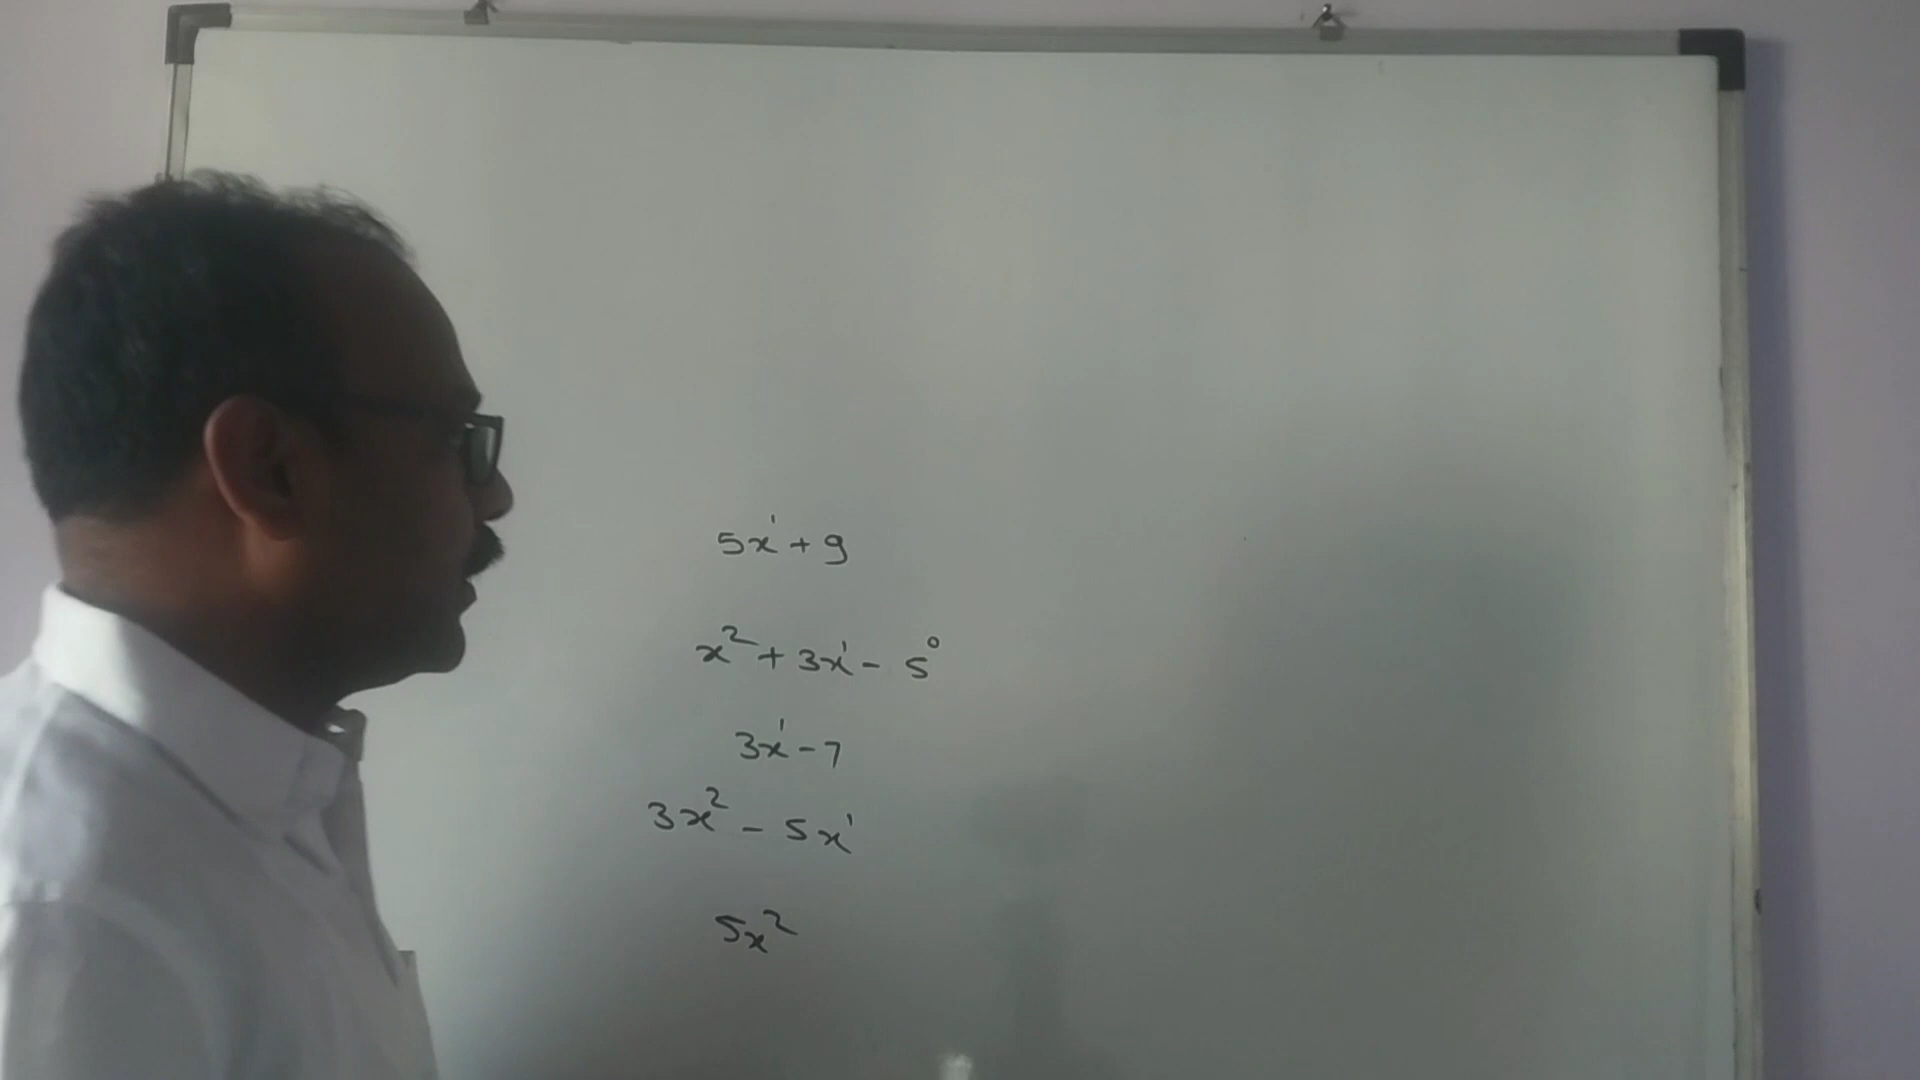 5x¹ + 9
x² + 3x¹ - 5⁰
3x¹ - 7
3x² - 5x¹
5x²